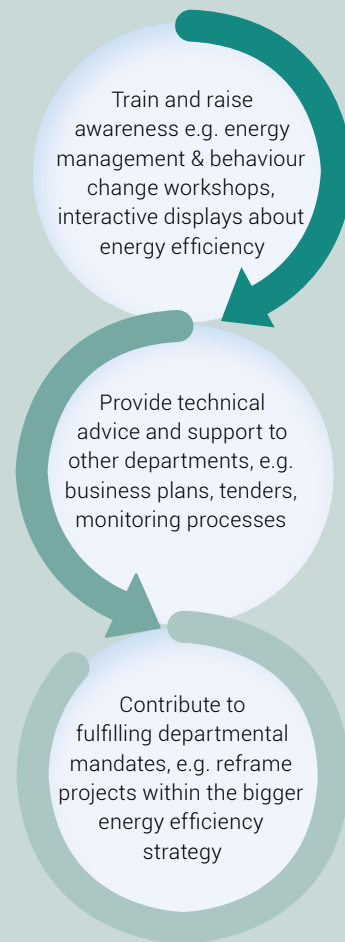 Train and raise
awareness e.g. energy
management & behaviour
change workshops,
interactive displays about
energy efficiency
Provide technical
advice and support to
other departments, e.g.
business plans, tenders,
monitoring processes
Contribute to
fulfilling departmental
mandates, e.g. reframe
projects within the bigger
energy efficiency
strategy